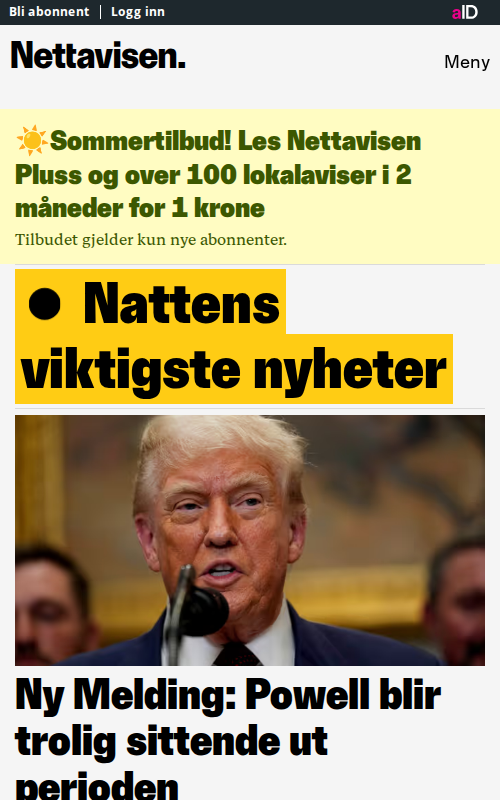 Bli abonnent | Logg inn
aID
Nettavisen.
Meny
Sommertilbud! Les Nettavisen
Pluss og over 100 lokalaviser i 2
måneder for 1 krone
Tilbudet gjelder kun nye abonnenter.
● Nattens
viktigste nyheter
Ny Melding: Powell blir
trolig sittende ut
perioden